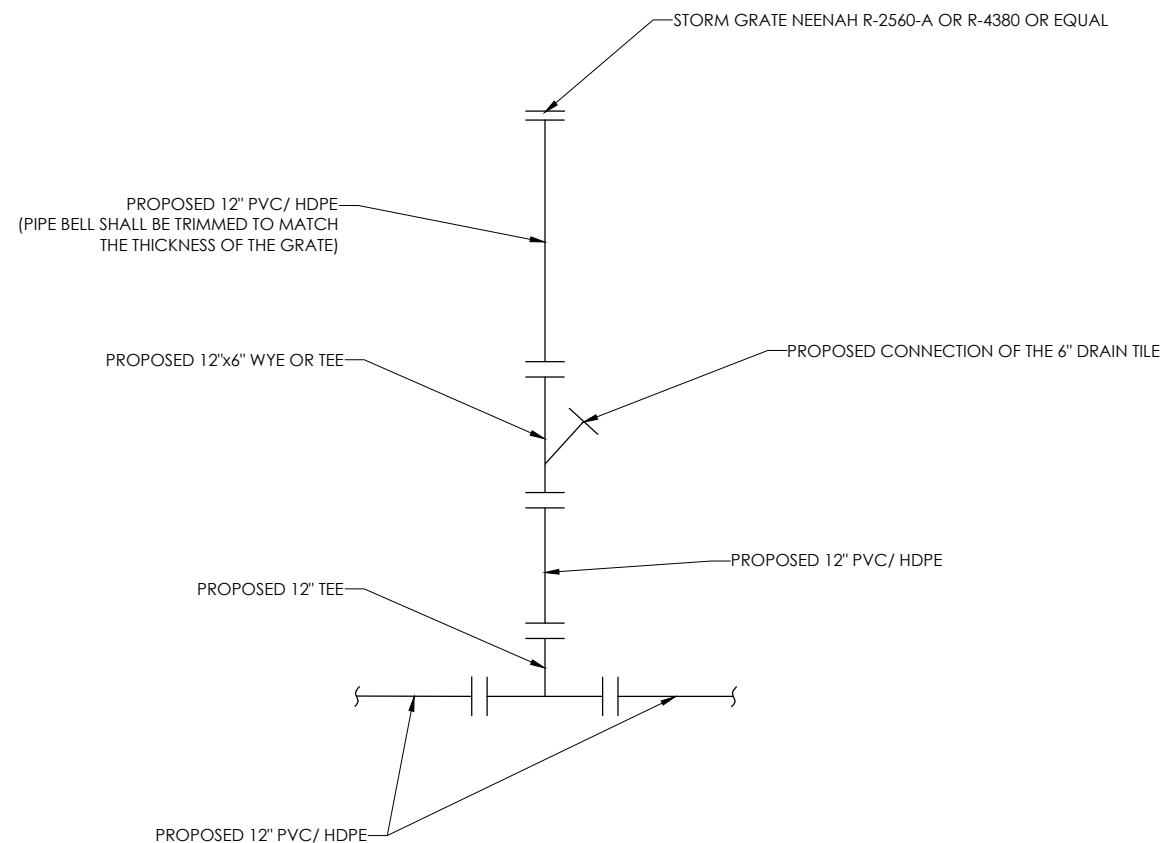 STORM GRATE NEENAH R-2560-A OR R-4380 OR EQUAL
PROPOSED 12" PVC/ HDPE
(PIPE BELL SHALL BE TRIMMED TO MATCH
THE THICKNESS OF THE GRATE)
PROPOSED 12"x6" WYE OR TEE
PROPOSED CONNECTION OF THE 6" DRAIN TILE
PROPOSED 12" PVC/ HDPE
PROPOSED 12" TEE
PROPOSED 12" PVC/ HDPE